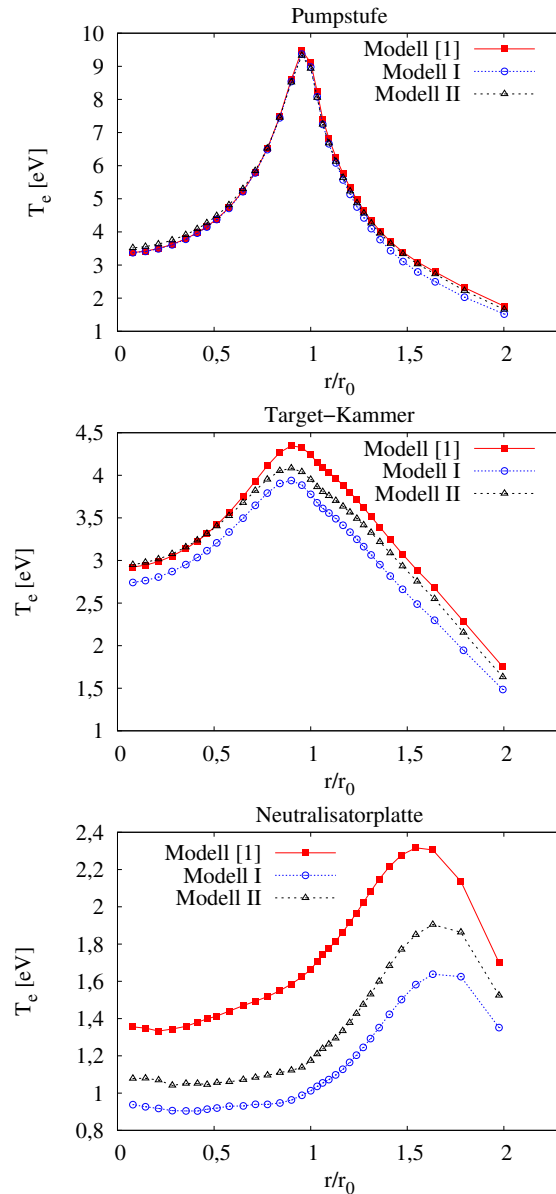 Pumpstufe
10
9
8
7
6
5
4
3
2
1
T_e [eV]
Modell [1]
Modell I
Modell II
0 0,5 1 1,5 2
r/r_0
Target−Kammer
4,5
4
3,5
3
2,5
2
1,5
1
T_e [eV]
Modell [1]
Modell I
Modell II
0 0,5 1 1,5 2
r/r_0
Neutralisatorplatte
2,4
2,2
2
1,8
1,6
1,4
1,2
1
0,8
T_e [eV]
Modell [1]
Modell I
Modell II
0 0,5 1 1,5 2
r/r_0